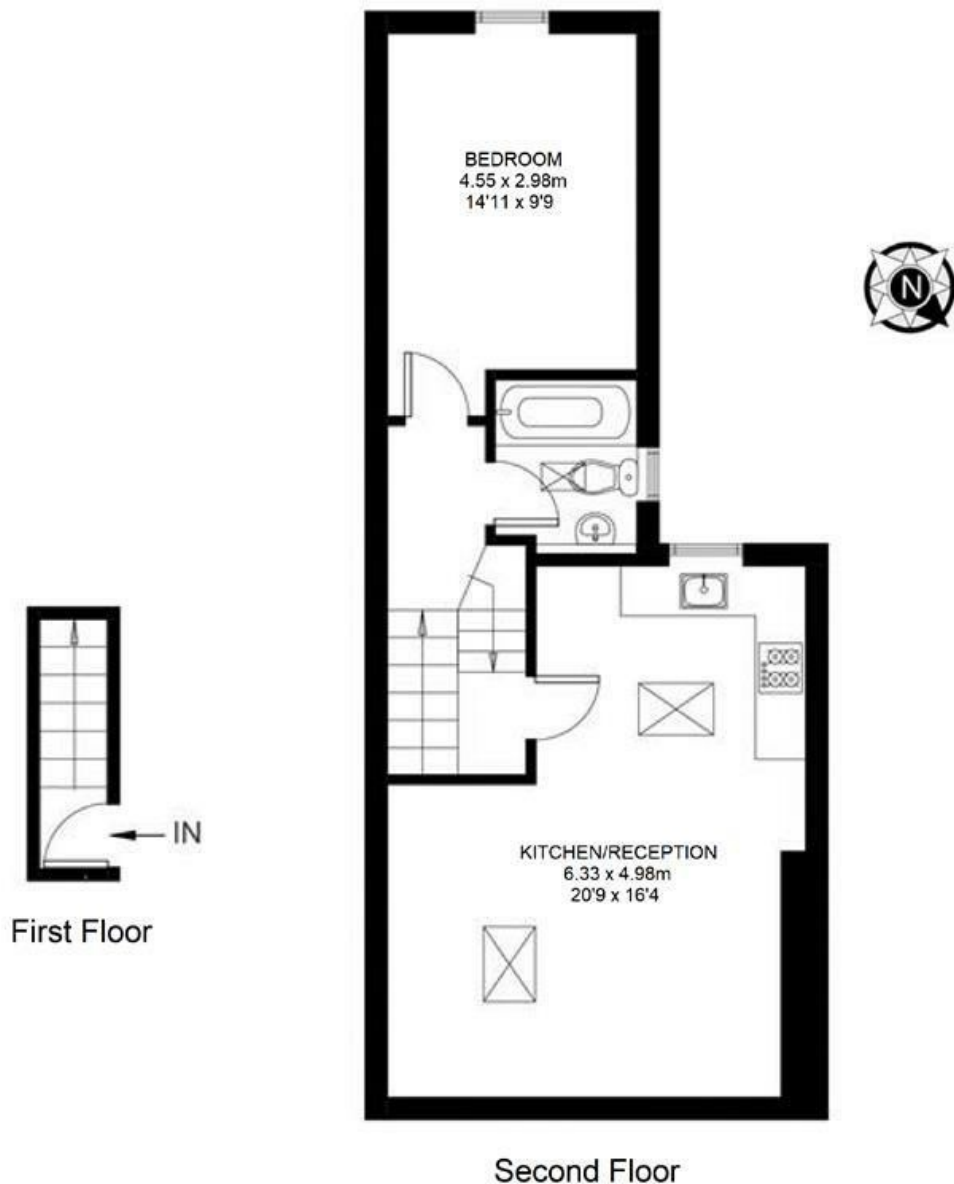 BEDROOM
4.55 x 2.98m
14'11 x 9'9
N
IN
KITCHEN/RECEPTION
6.33 x 4.98m
20'9 x 16'4
First Floor
Second Floor